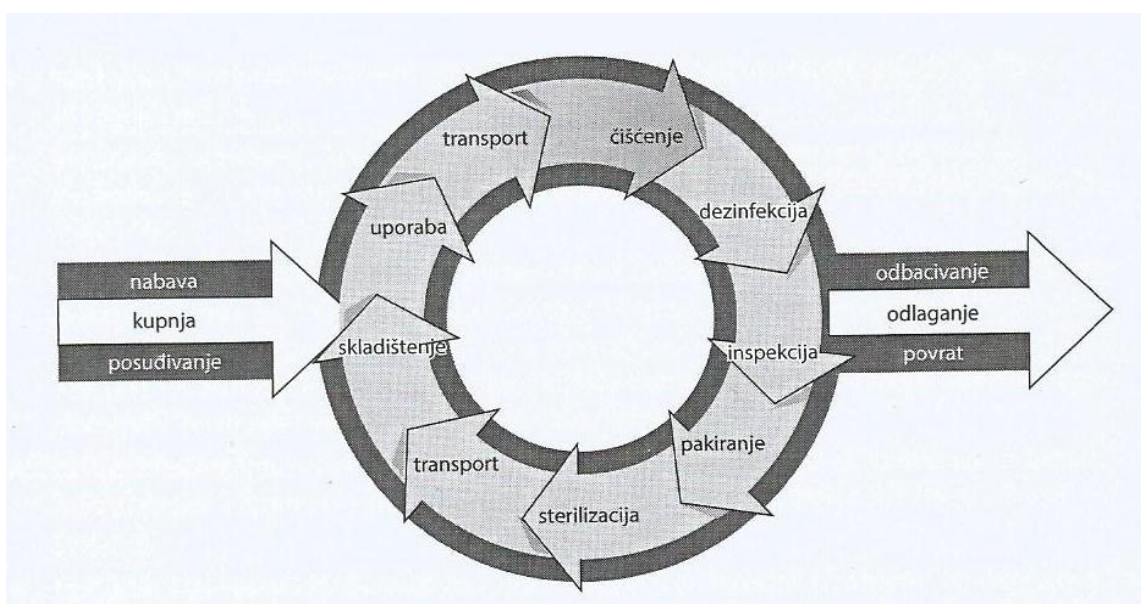 nabava
kupnja
posuđivanje
transport
čišćenje
dezinfekcija
inspekcija
pakiranje
sterilizacija
transport
skladištenje
uporaba
odbacivanje
odlaganje
povrat